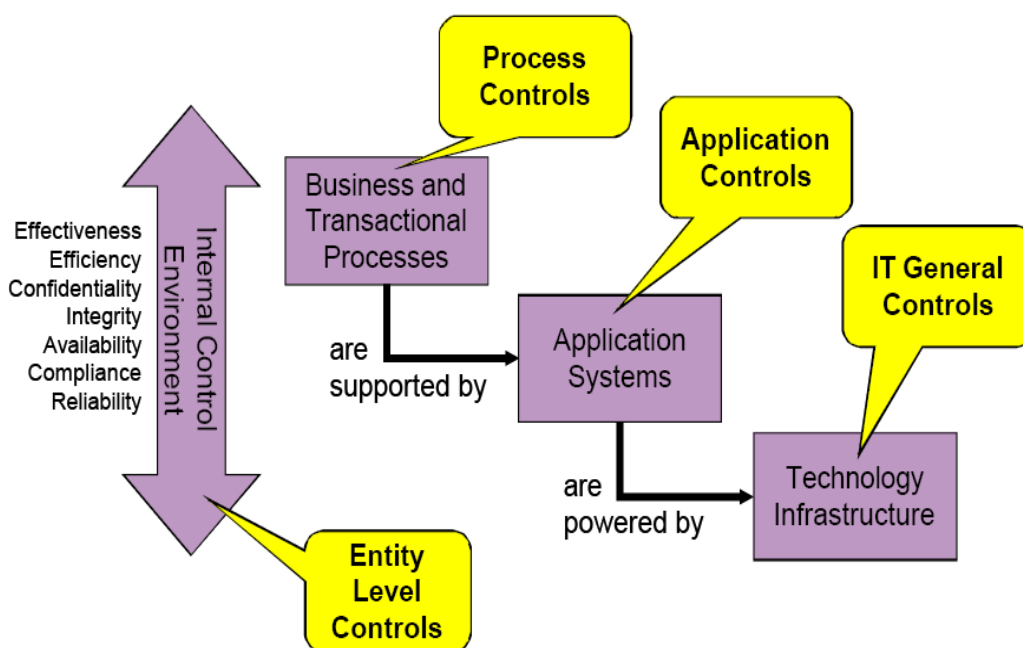 Process
Controls
Application
Controls
Business and
Transactional
Processes
IT General
Controls
Effectiveness
Efficiency
Confidentiality
Integrity
Availability
Compliance
Reliability
Internal Control
Environment
are
supported by
Application
Systems
are
powered by
Technology
Infrastructure
Entity
Level
Controls